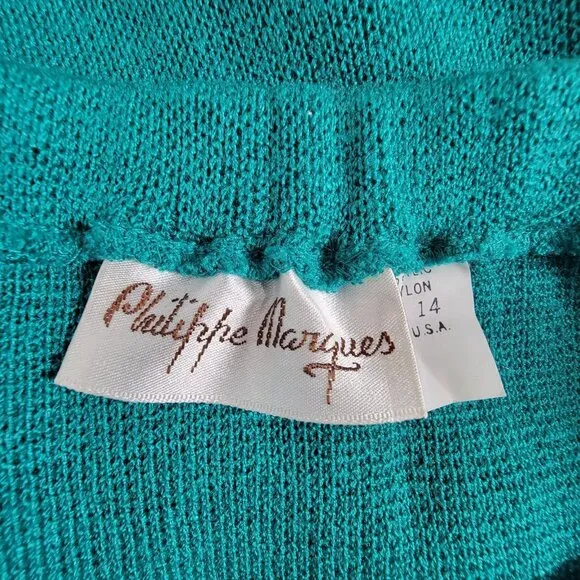 Philippe Marques
YLON
14
U.S.A.